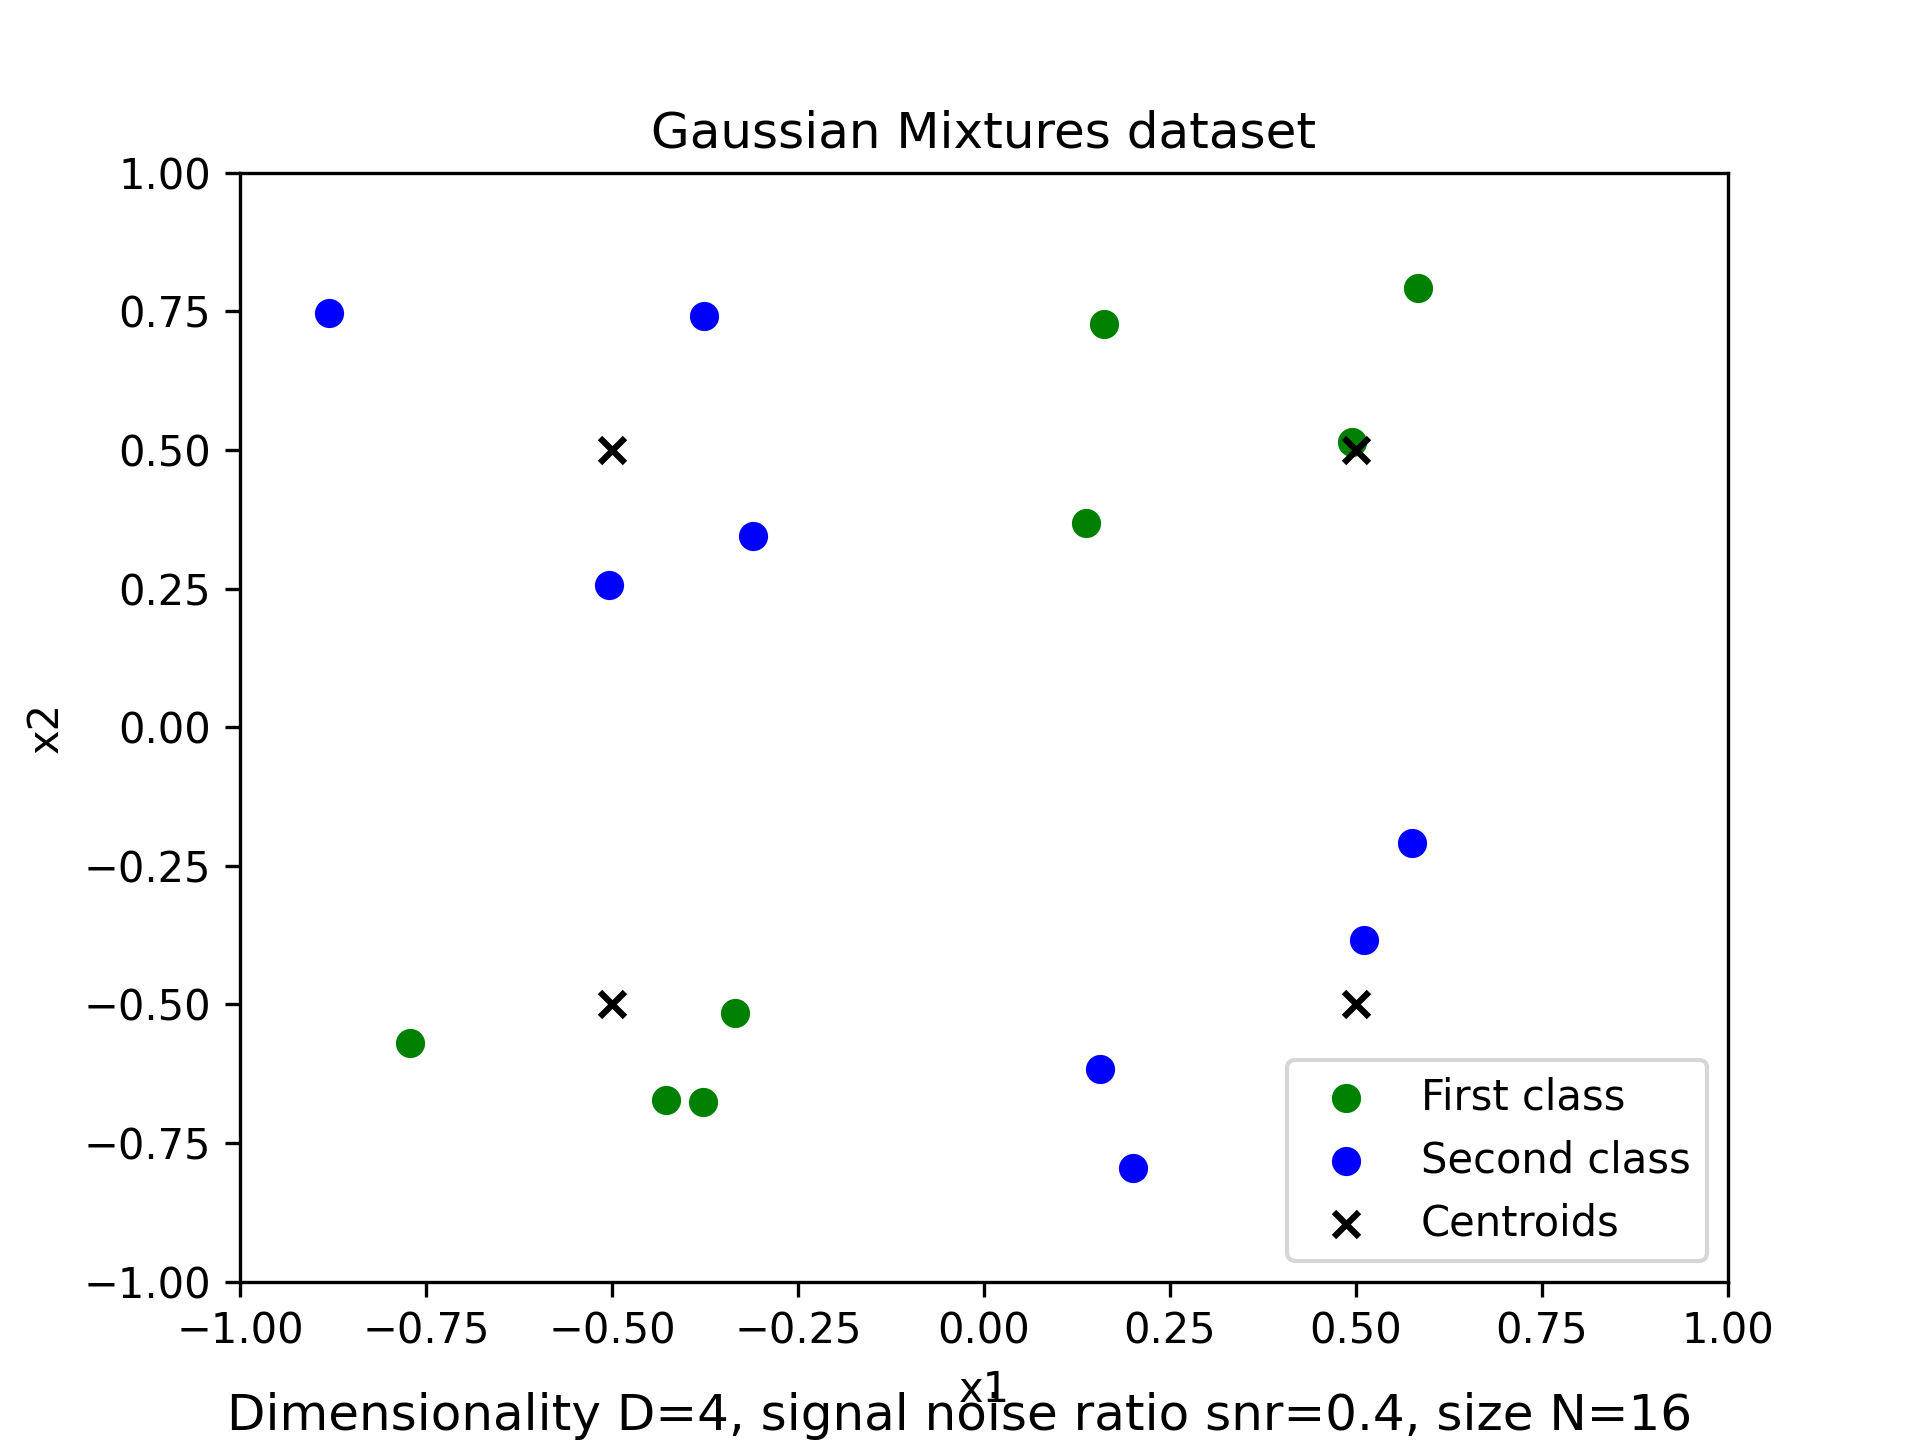 Gaussian Mixtures dataset
1.00
0.75
0.50
0.25
0.00
−0.25
−0.50
−0.75
−1.00
x2
First class
Second class
Centroids
−1.00 −0.75 −0.50 −0.25 0.00 0.25 0.50 0.75 1.00
x1
Dimensionality D=4, signal noise ratio snr=0.4, size N=16